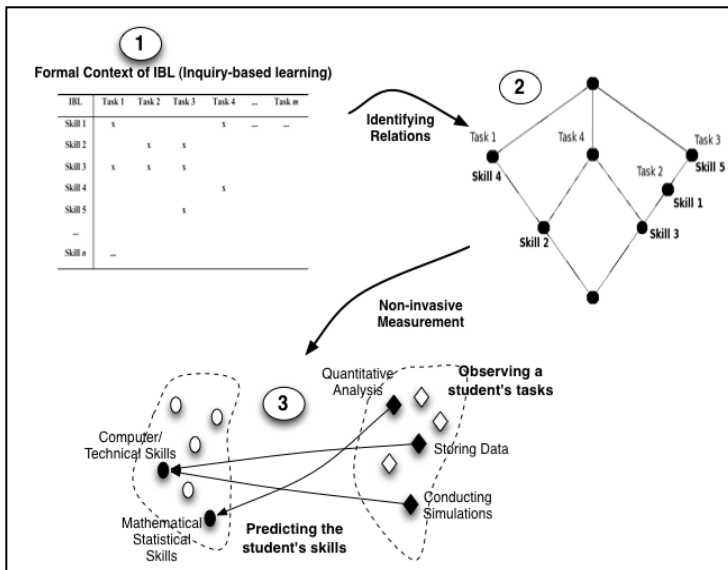 1
Formal Context of IBL (Inquiry-based learning)
IBL Task 1 Task 2 Task 3 Task 4 ... Task m
Skill 1 x x ... ...
Skill 2 x x
Skill 3 x x x
Skill 4 x
Skill 5 x
...
Skill n ...
Identifying
Relations
2
Task 1
Skill 4
Task 4
Task 3
Skill 5
Task 2
Skill 1
Skill 2
Skill 3
Non-invasive
Measurement
3
Quantitative
Analysis
Observing a
student's tasks
Computer/
Technical Skills
Storing Data
Conducting
Simulations
Mathematical
Statistical
Skills
Predicting the
student's skills